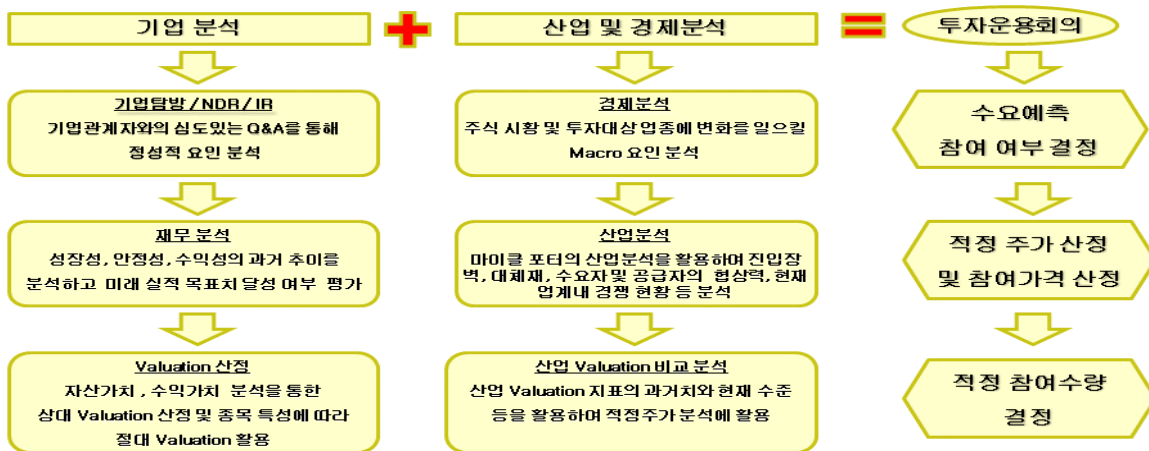 기업 분석
기업탐방 / NDR / IR
기업관계자와의 심도있는 Q&A를 통해
정성적 요인 분석
재무 분석
성장성, 안정성, 수익성의 과거 추이를
분석하고 미래 실적 목표치 달성 여부 평가
Valuation 산정
자산가치, 수익가치 분석을 통한
상대 Valuation 산정 및 종목 특성에 따라
절대 Valuation 활용
산업 및 경제분석
경제분석
주식 시황 및 투자대상 업종에 변화를 일으킬
Macro 요인 분석
산업분석
마이클 포터의 산업분석을 활용하며 진입장
벽, 대체재, 수요자 및 공급자의 협상력, 현재
업계내 경쟁 현황 등 분석
산업 Valuation 비교 분석
산업 Valuation 지표의 과거치와 현재 수준
등을 활용하며 적정주가 분석에 활용
투자운용회의
수요예측
참여 여부 결정
적정 주가 산정
및 참여가격 산정
적정 참여수량
결정